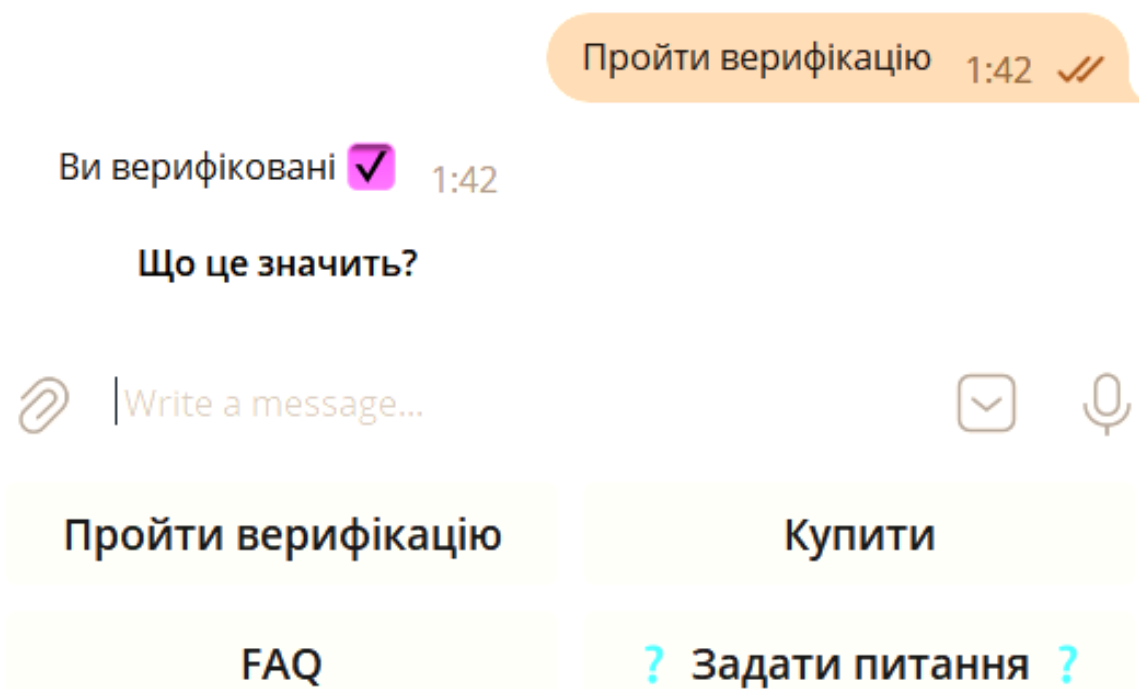 Пройти верифікацію 1:42
Ви верифіковані 1:42
Що це значить?
Write a message...
Пройти верифікацію Купити
FAQ ? Задати питання ?